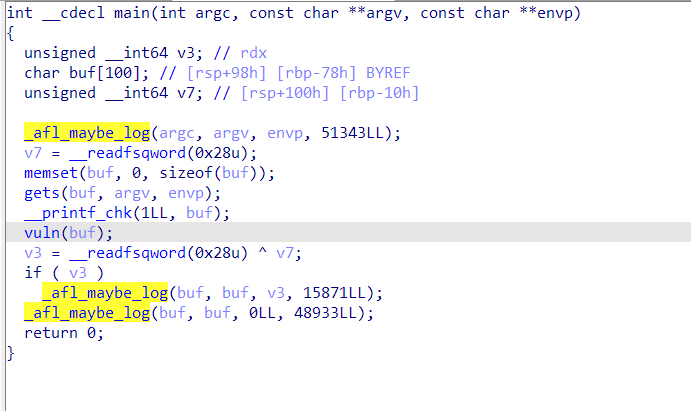 int __cdecl main(int argc, const char **argv, const char **envp)
{
  unsigned __int64 v3; // rdx
  char buf[100]; // [rsp+98h] [rbp-78h] BYREF
  unsigned __int64 v7; // [rsp+100h] [rbp-10h]

  _afl_maybe_log(argc, argv, envp, 51343LL);
  v7 = __readfsqword(0x28u);
  memset(buf, 0, sizeof(buf));
  gets(buf, argv, envp);
  __printf_chk(1LL, buf);
  vuln(buf);
  v3 = __readfsqword(0x28u) ^ v7;
  if ( v3 )
    _afl_maybe_log(buf, buf, v3, 15871LL);
  _afl_maybe_log(buf, buf, 0LL, 48933LL);
  return 0;
}